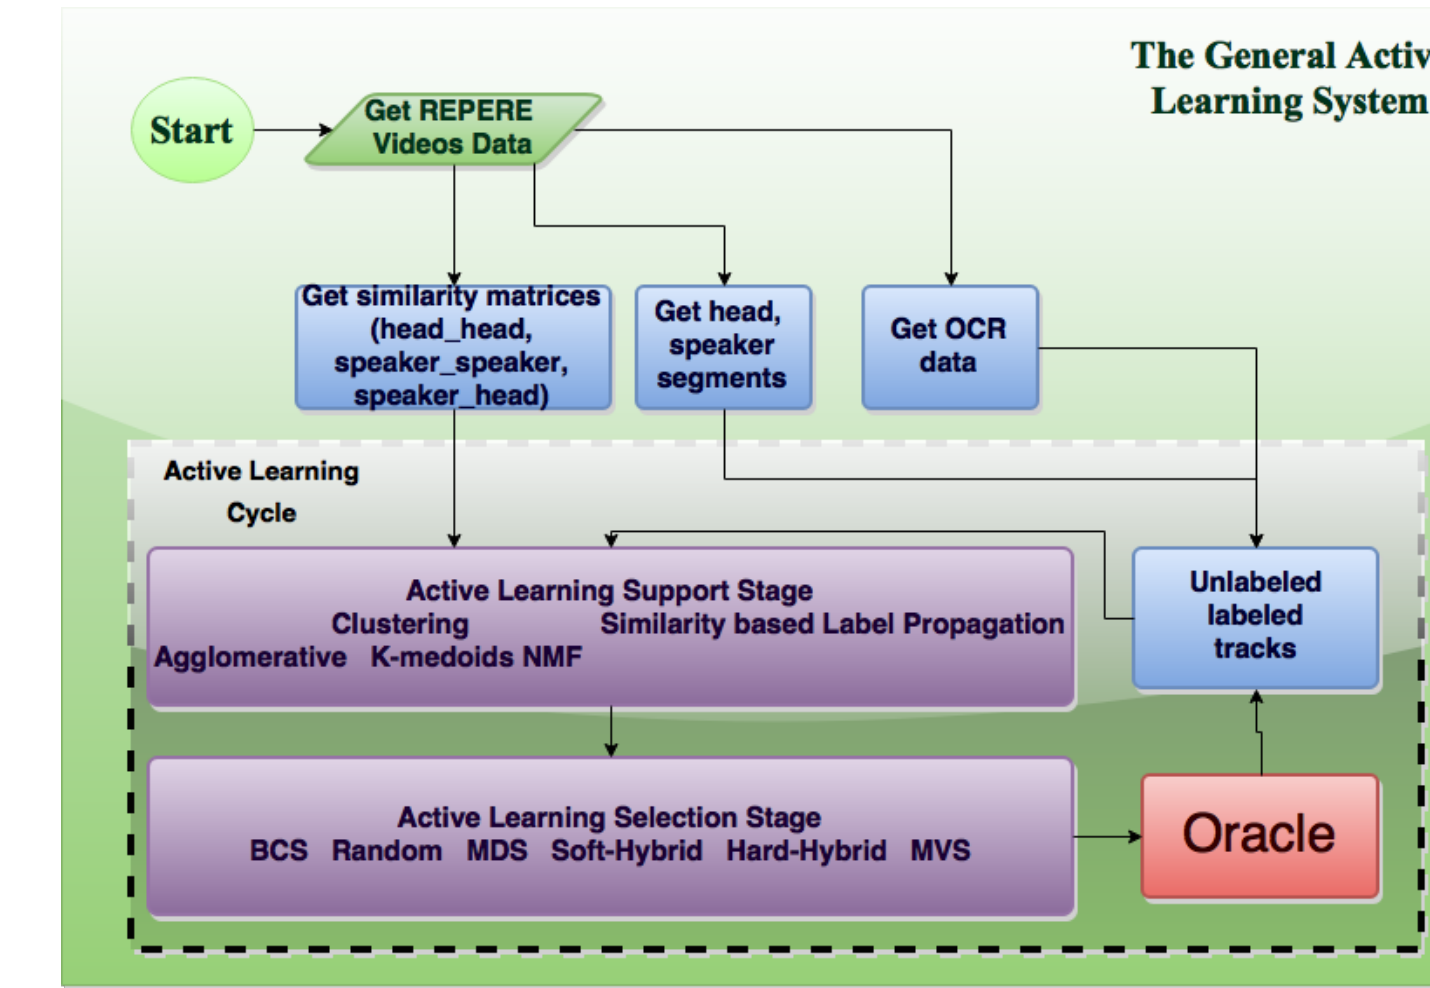 The General Activ
Learning System
Start
Get REPERE
Videos Data
Get similarity matrices
(head_head,
speaker_speaker,
speaker_head)
Get head,
speaker
segments
Get OCR
data
Active Learning
Cycle
Active Learning Support Stage
Clustering Similarity based Label Propagation
Agglomerative K-medoids NMF
Unlabeled
labeled
tracks
Active Learning Selection Stage
BCS Random MDS Soft-Hybrid Hard-Hybrid MVS
Oracle